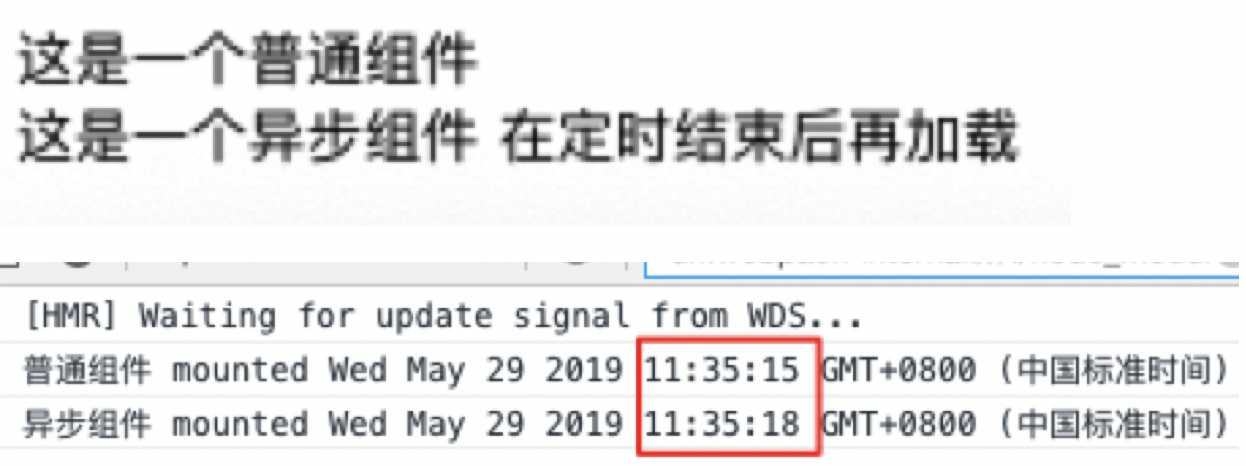 这是一个普通组件
这是一个异步组件 在定时结束后再加载
[HMR] Waiting for update signal from WDS...
普通组件 mounted Wed May 29 2019 11:35:15 GMT+0800 (中国标准时间)
异步组件 mounted Wed May 29 2019 11:35:18 GMT+0800 (中国标准时间)